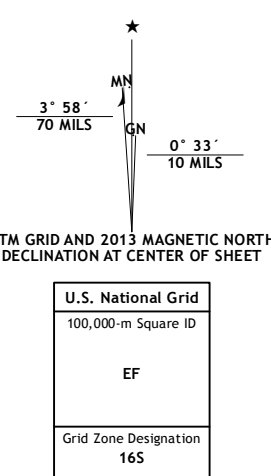 ★
MN
GN
3° 58´
70 MILS
0° 33´
10 MILS
TM GRID AND 2013 MAGNETIC NORTH
DECLINATION AT CENTER OF SHEET
U.S. National Grid
100,000-m Square ID
EF
Grid Zone Designation
16S